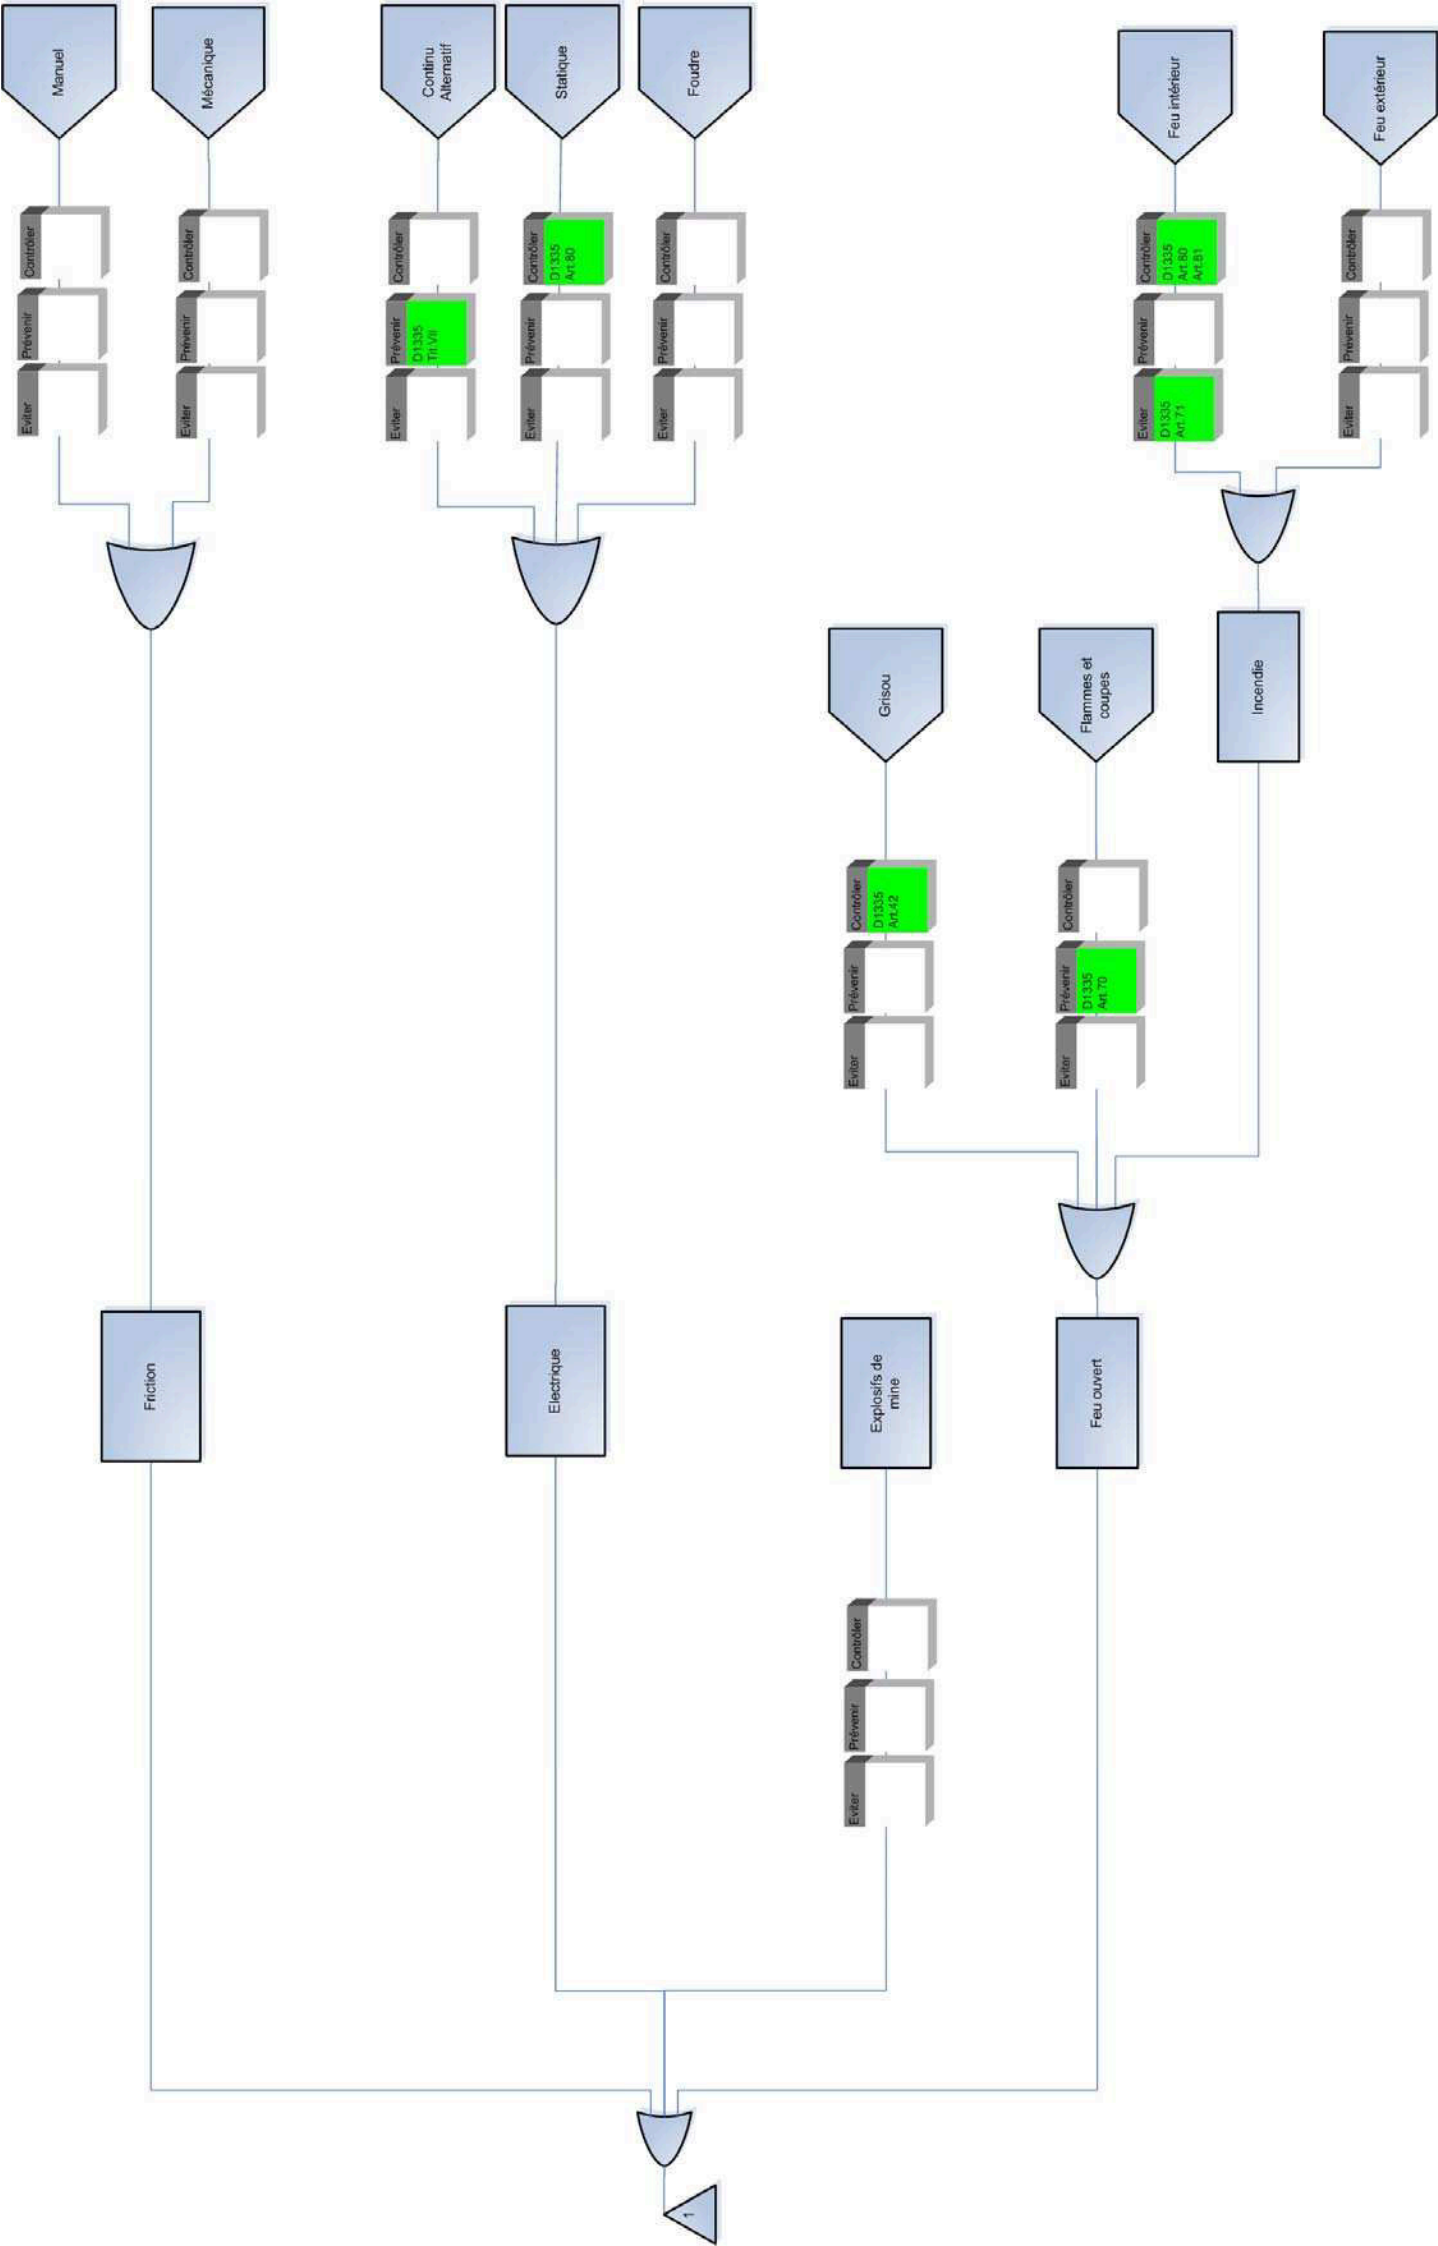 Manuel
Mécanique
Continu
Alternatif
Statique
Foudre
Feu intérieur
Feu extérieur
Contrôler
Prévenir
Eviter
Contrôler
Prévenir
Eviter
Contrôler
Prévenir
D1335
Tit.VII
Eviter
Contrôler
D1335
Art.80
Prévenir
Eviter
Contrôler
Prévenir
Eviter
Contrôler
D1335
Art.80
Art.81
Prévenir
Eviter
D1335
Art.71
Contrôler
Prévenir
Eviter
Grisou
Flammes et
coupes
Incendie
Contrôler
D1335
Art.42
Prévenir
Eviter
Contrôler
Prévenir
D1335
Art.70
Eviter
Friction
Electrique
Explosifs de
mine
Feu ouvert
Contrôler
Prévenir
Eviter
1